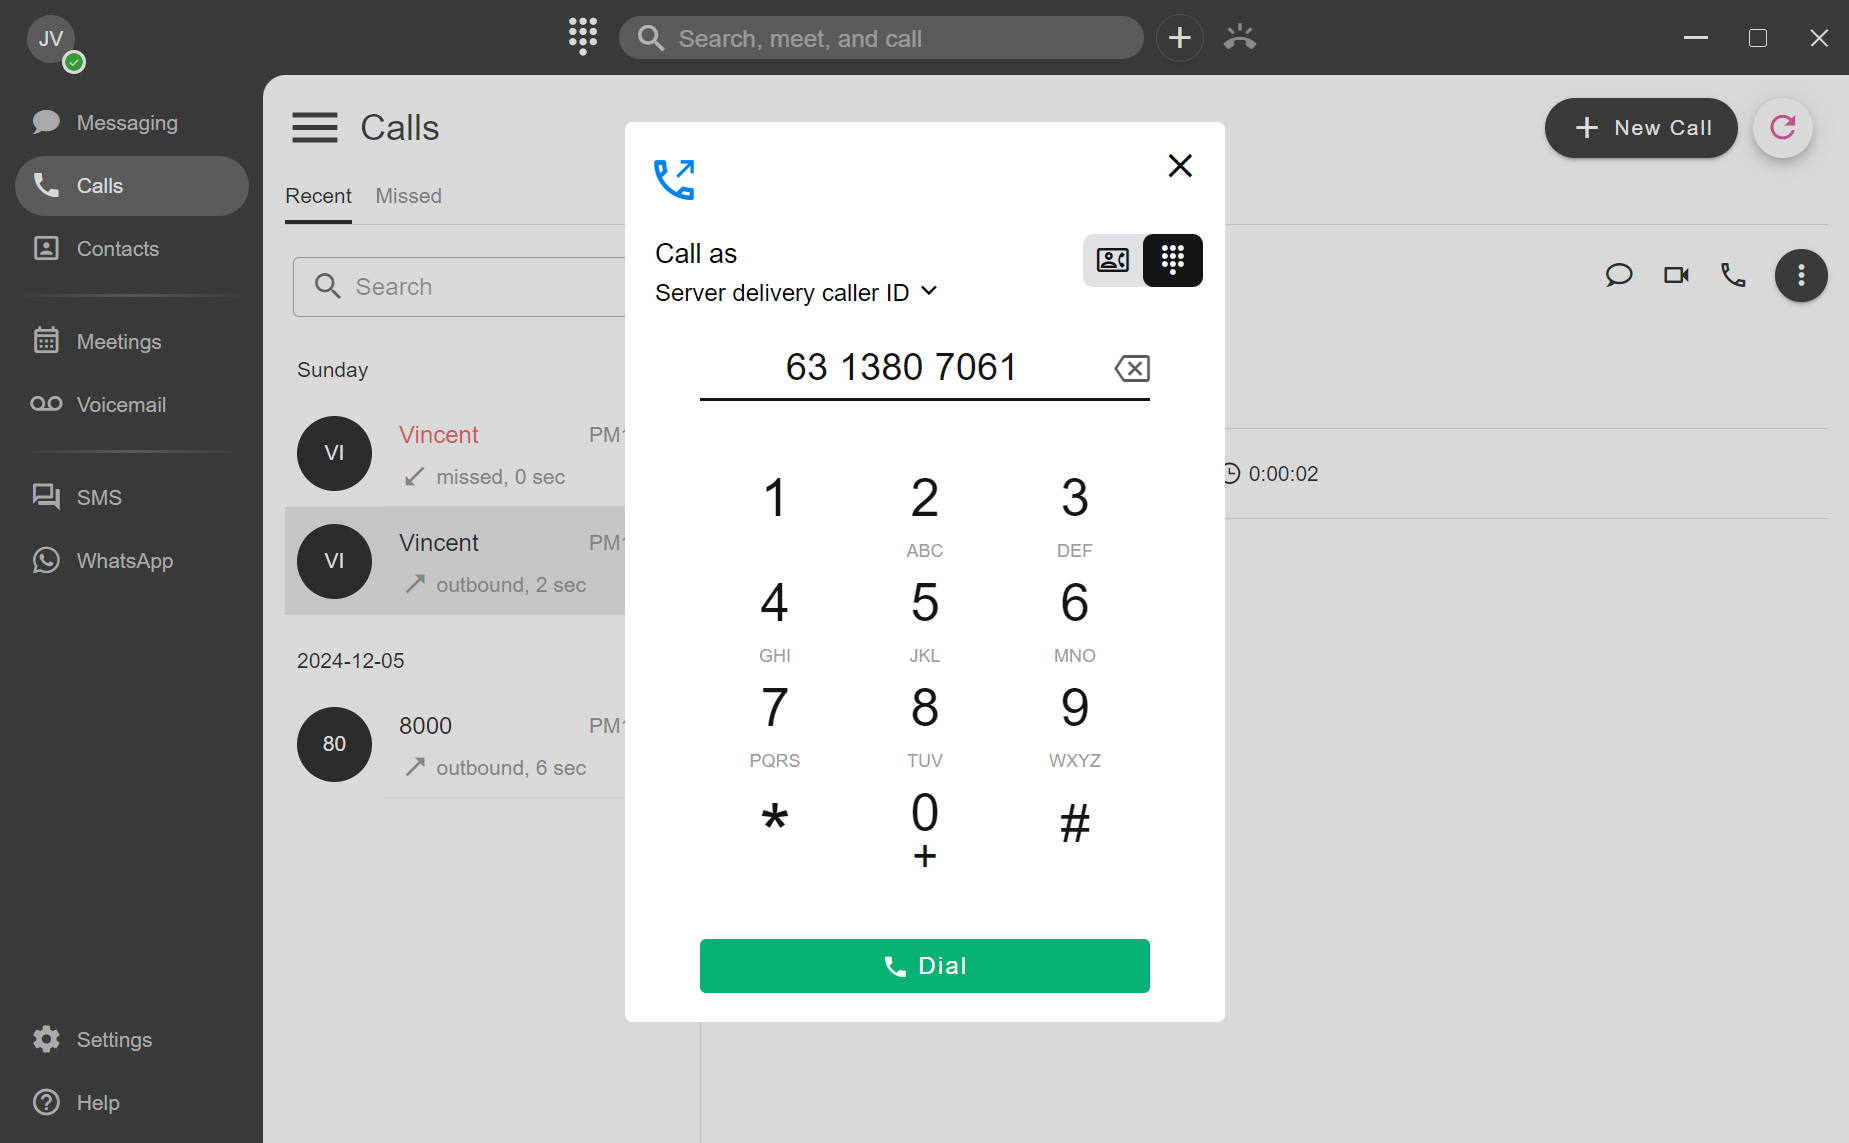 JV
Search, meet, and call
Messaging
Calls
Contacts
Meetings
Voicemail
SMS
WhatsApp
Settings
Help
Calls
New Call
Recent
Missed
Search
Sunday
VI
Vincent
PM
missed, 0 sec
VI
Vincent
PM
outbound, 2 sec
2024-12-05
80
8000
PM
outbound, 6 sec
0:00:02
Call as
Server delivery caller ID
63 1380 7061
1
2
3
ABC
DEF
4
5
6
GHI
JKL
MNO
7
8
9
PQRS
TUV
WXYZ
*
0
#
+
Dial